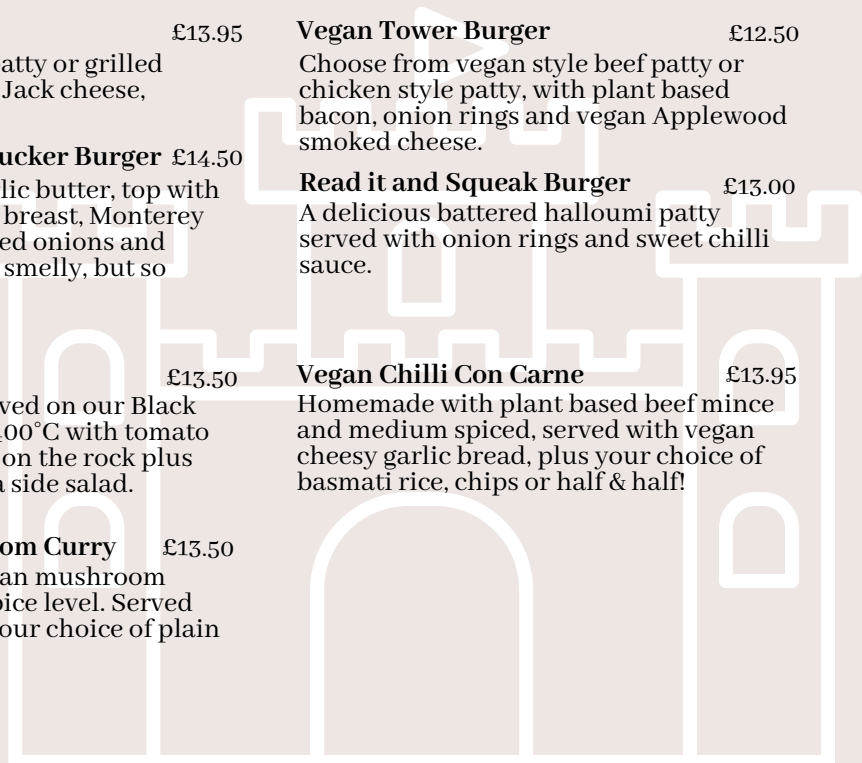 £13.95
atty or grilled
Jack cheese,
ucker Burger £14.50
lic butter, top with
breast, Monterey
ed onions and
smelly, but so
£13.50
ved on our Black
400°C with tomato
on the rock plus
a side salad.
om Curry £13.50
an mushroom
ice level. Served
our choice of plain
Vegan Tower Burger £12.50
Choose from vegan style beef patty or
chicken style patty, with plant based
bacon, onion rings and vegan Applewood
smoked cheese.
Read it and Squeak Burger £13.00
A delicious battered halloumi patty
served with onion rings and sweet chilli
sauce.
Vegan Chilli Con Carne £13.95
Homemade with plant based beef mince
and medium spiced, served with vegan
cheesy garlic bread, plus your choice of
basmati rice, chips or half & half!